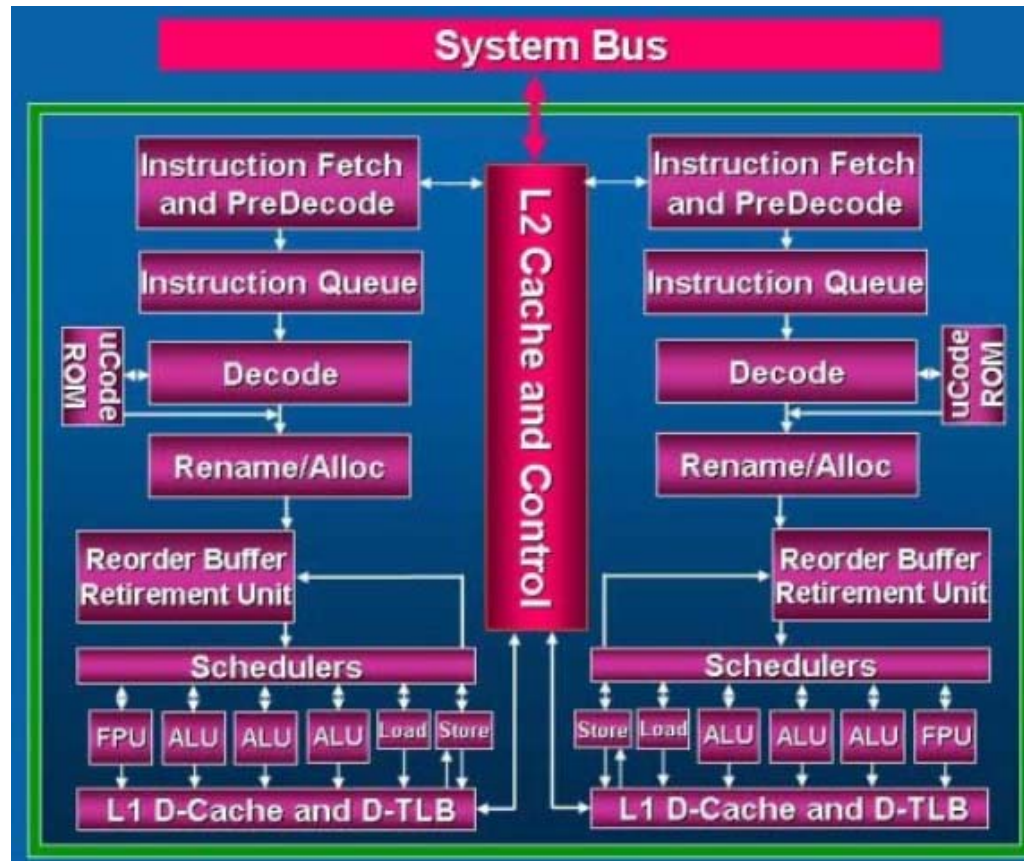 System Bus
Instruction Fetch
and PreDecode
Instruction Queue
uCode
ROM
Decode
Rename/Alloc
Reorder Buffer
Retirement Unit
Schedulers
FPU
ALU
ALU
ALU
Load
Store
L1 D-Cache and D-TLB
L2 Cache and Control
Instruction Fetch
and PreDecode
Instruction Queue
Decode
uCode
ROM
Rename/Alloc
Reorder Buffer
Retirement Unit
Schedulers
Store
Load
ALU
ALU
ALU
FPU
L1 D-Cache and D-TLB